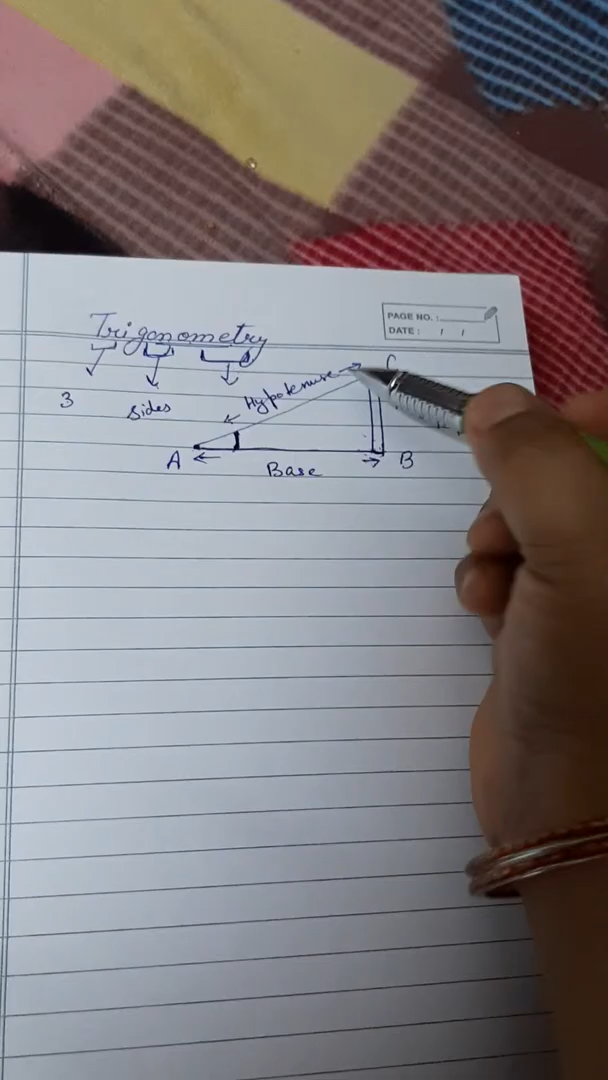 PAGE NO. :
DATE : / /
Trigonometry
3 sides
Hypotenuse
C
A Base B